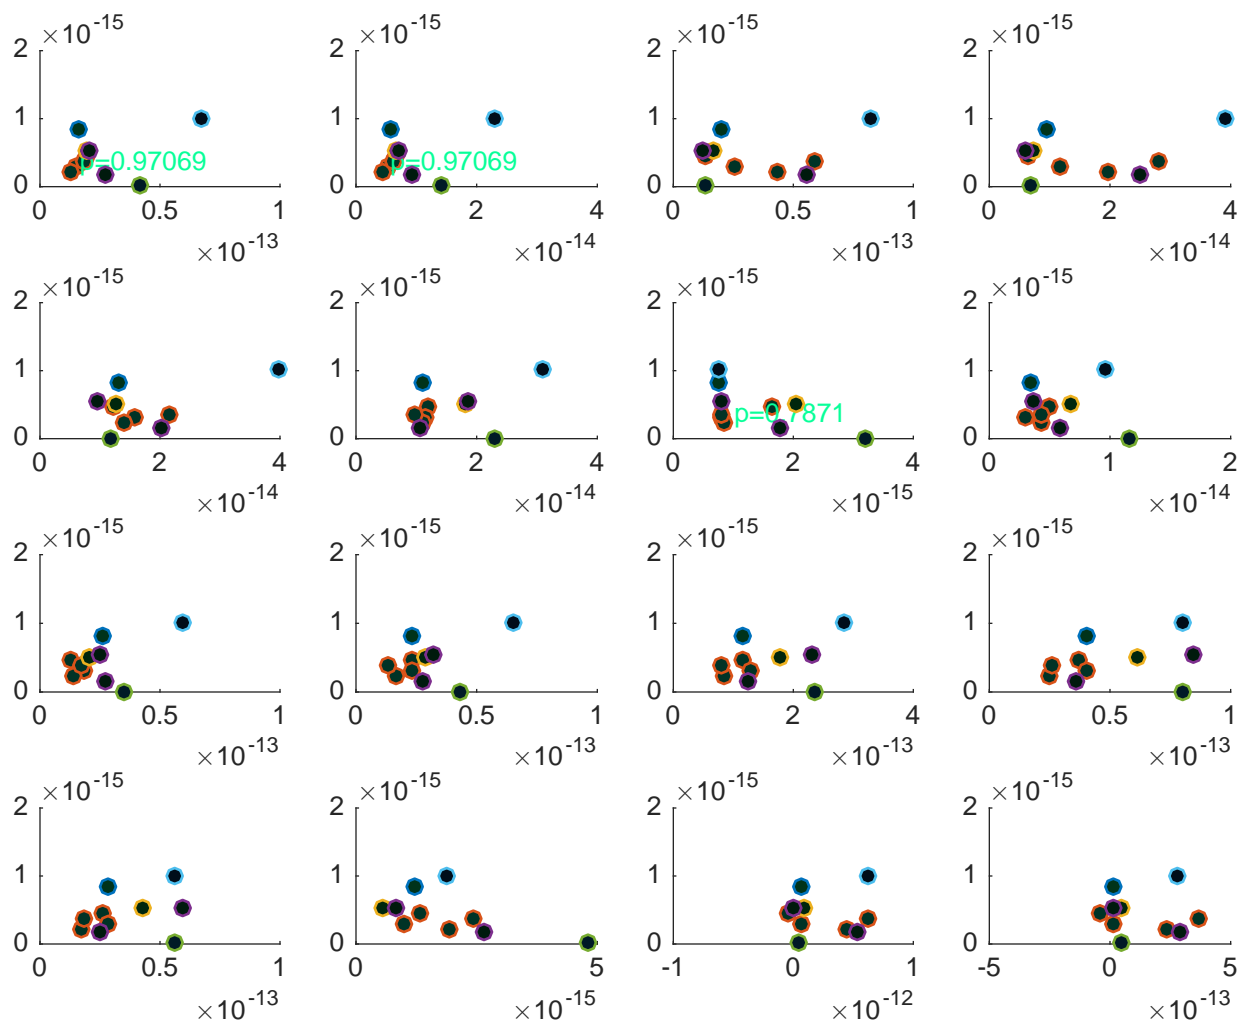 ×10⁻¹⁵ ×10⁻¹⁵ ×10⁻¹⁵ ×10⁻¹⁵
2 2 2 2
1 1 1 1
p=0.97069 p=0.97069
0 0 0 0
0 0.5 1 0 2 4 0 0.5 1 0 2 4
×10⁻¹³ ×10⁻¹⁴ ×10⁻¹³ ×10⁻¹⁴
×10⁻¹⁵ ×10⁻¹⁵ ×10⁻¹⁵ ×10⁻¹⁵
2 2 2 2
1 1 1 1
p=0.7871
0 0 0 0
0 2 4 0 2 4 0 2 4 0 1 2
×10⁻¹⁴ ×10⁻¹⁴ ×10⁻¹⁵ ×10⁻¹⁴
×10⁻¹⁵ ×10⁻¹⁵ ×10⁻¹⁵ ×10⁻¹⁵
2 2 2 2
1 1 1 1
0 0 0 0
0 0.5 1 0 0.5 1 0 2 4 0 0.5 1
×10⁻¹³ ×10⁻¹³ ×10⁻¹³ ×10⁻¹³
×10⁻¹⁵ ×10⁻¹⁵ ×10⁻¹⁵ ×10⁻¹⁵
2 2 2 2
1 1 1 1
0 0 0 0
0 0.5 1 0 5 -1 0 1 -5 0 5
×10⁻¹³ ×10⁻¹⁵ ×10⁻¹² ×10⁻¹³